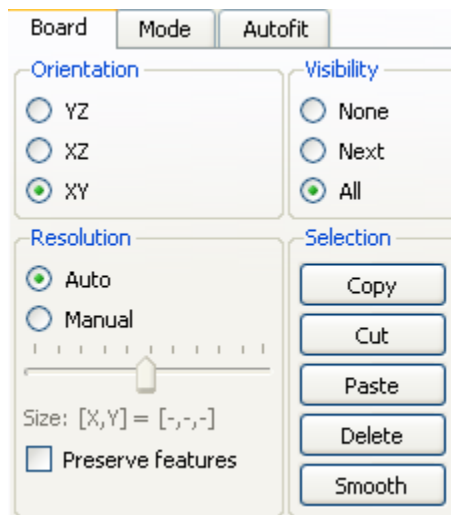 Board Mode Autofit
Orientation
YZ
XZ
XY
Visibility
None
Next
All
Resolution
Auto
Manual
Size: [X,Y] = [-,-,-]
Preserve features
Selection
Copy
Cut
Paste
Delete
Smooth